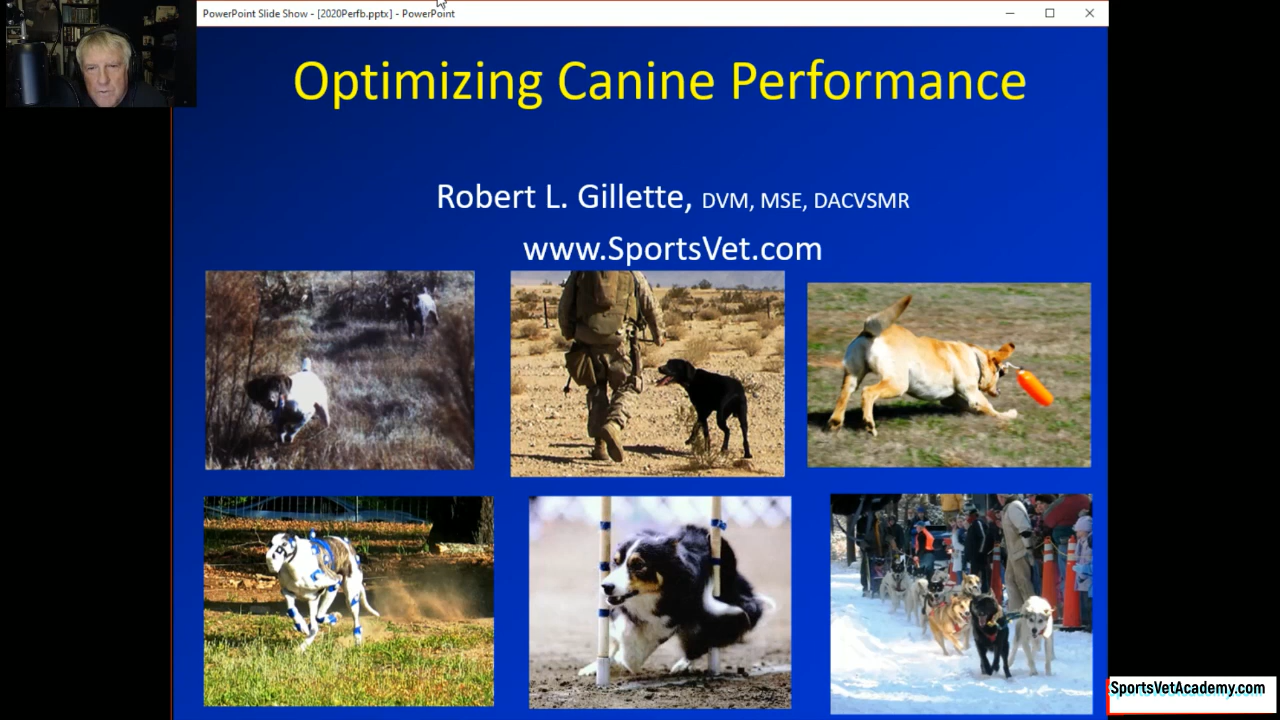 PowerPoint Slide Show - [2020Perfb.pptx] - PowerPoint
Optimizing Canine Performance
Robert L. Gillette, DVM, MSE, DACVSMR
www.SportsVet.com
SportsVetAcademy.com